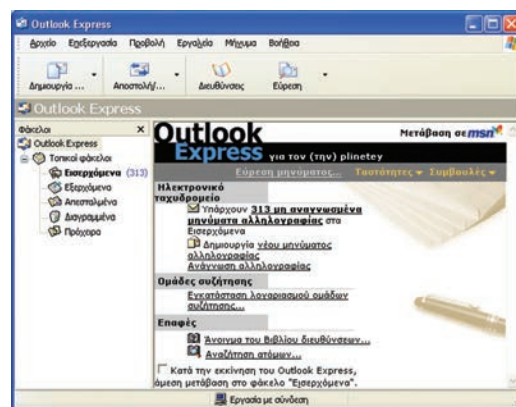 Outlook Express
Αρχείο Επεξεργασία Προβολή Εργαλεία Μήνυμα Βοήθεια
Δημιουργία ... Αποστολή/... Διευθύνσεις Εύρεση
Outlook Express
Φάκελοι X
Outlook Express
Τοπικοί φάκελοι
Εισερχόμενα (313)
Εξερχόμενα
Απεσταλμένα
Διαγραμμένα
Πρόχειρα
Outlook Μετάβαση σε msn
Express για τον (την) plinetey
Εύρεση μηνύματος... Ταυτότητες Συμβουλές
Ηλεκτρονικό
ταχυδρομείο
Υπάρχουν 313 μη αναγνωσμένα
μηνύματα αλληλογραφίας στα
Εισερχόμενα
Δημιουργία νέου μηνύματος
αλληλογραφίας
Ανάγνωση αλληλογραφίας
Ομάδες συζήτησης
Εγκατάσταση λογαριασμού ομάδων
συζήτησης...
Επαφές
Άνοιγμα του Βιβλίου διευθύνσεων...
Αναζήτηση ατόμων...
Κατά την εκκίνηση του Outlook Express,
άμεση μετάβαση στο φάκελο "Εισερχόμενα".
Εργασία με σύνδεση